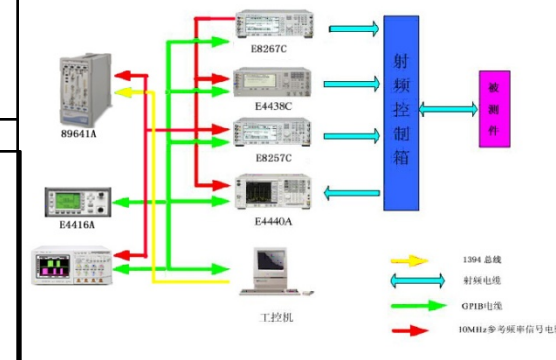 E8267C
E4438C
89641A
E8257C
E4416A
E4440A
射频控制箱
被测件
工控机
1394 总线
射频电缆
GPIB电缆
10MHz参考频率信号电